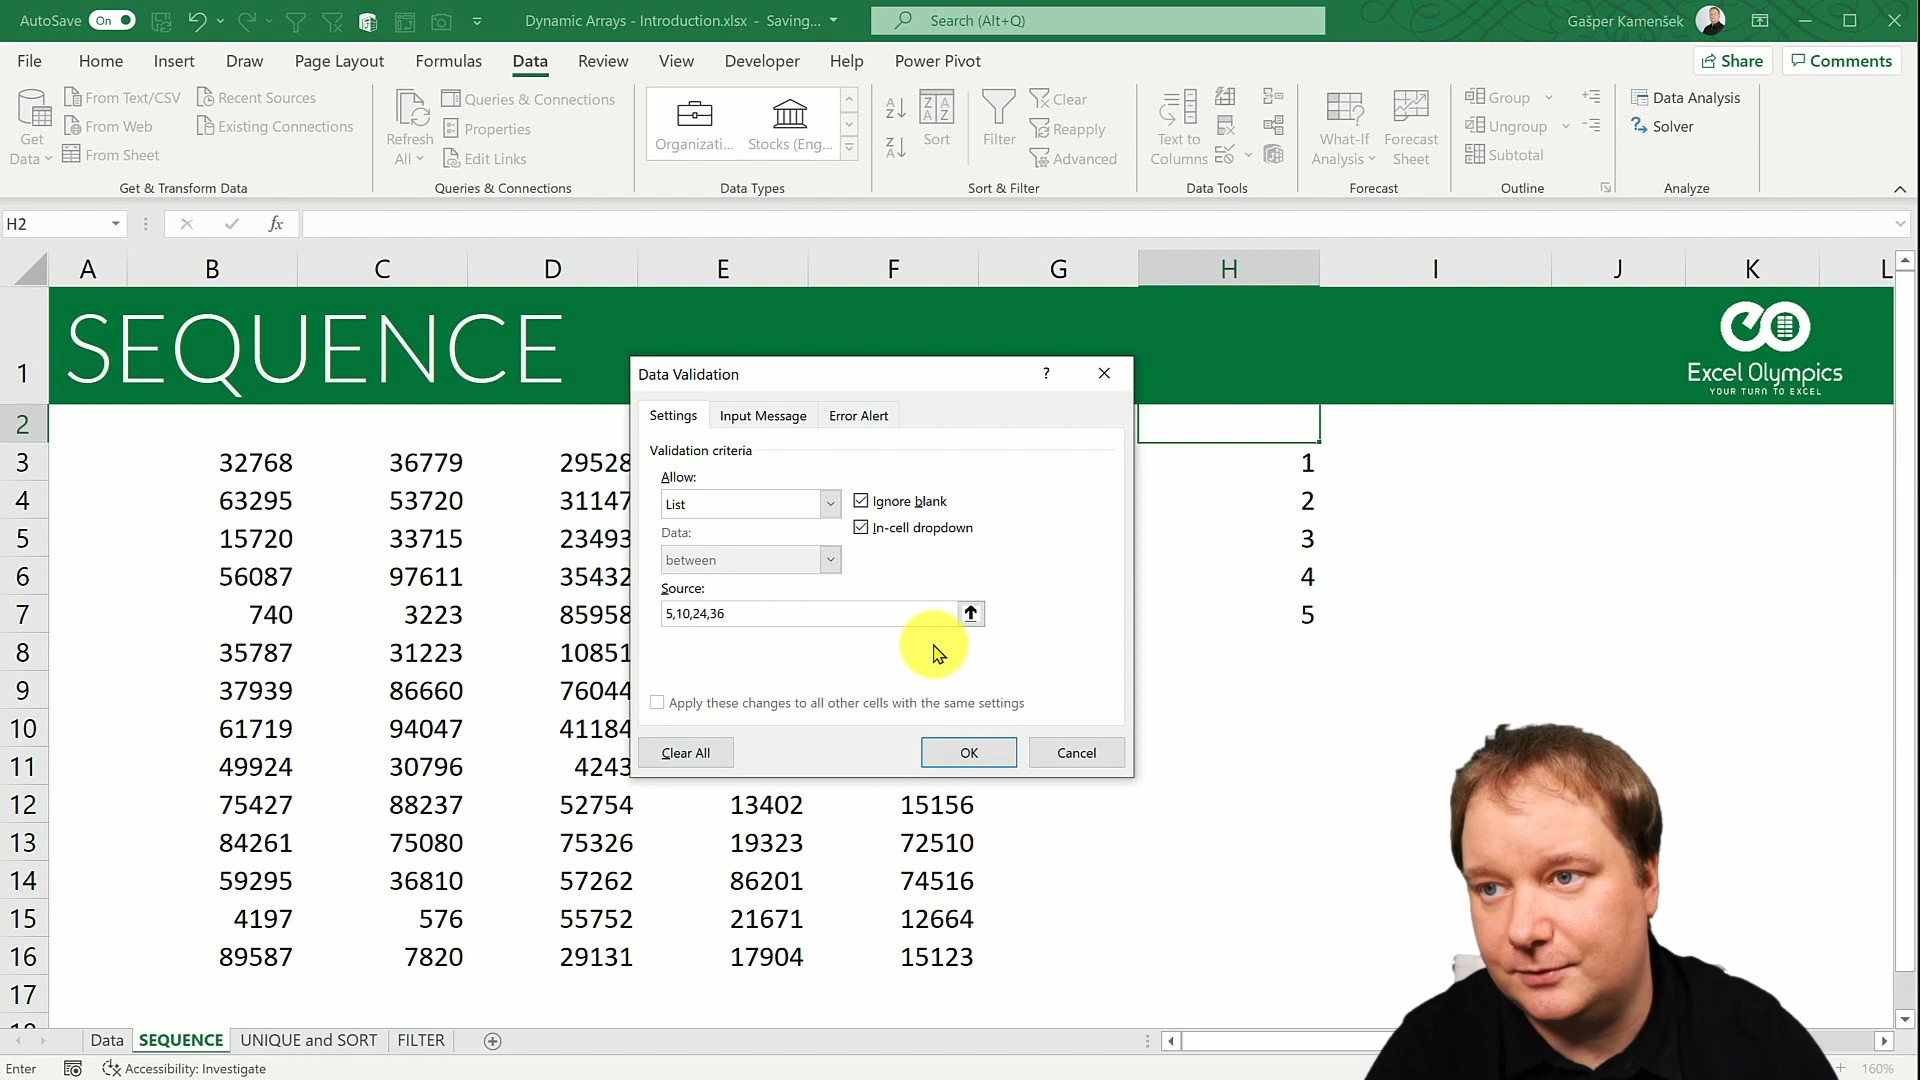 AutoSave On Dynamic Arrays - Introduction.xlsx - Saving... Search (Alt+Q) Gašper Kamenšek
File Home Insert Draw Page Layout Formulas Data Review View Developer Help Power Pivot Share Comments
Get Data From Text/CSV From Web From Sheet Recent Sources Existing Connections
Get & Transform Data
Refresh All Queries & Connections Properties Edit Links
Queries & Connections
Organizati... Stocks (Eng...
Data Types
Sort Filter Clear Reapply Advanced
Sort & Filter
Text to Columns
Data Tools
What-If Analysis Forecast Sheet
Forecast
Group Ungroup Subtotal
Outline
Data Analysis Solver
Analyze
H2 fx
A B C D E F G H I J K L
1 SEQUENCE
Excel Olympics
YOUR TURN TO EXCEL
2
3 32768 36779 29528 1
4 63295 53720 31147 2
5 15720 33715 23493 3
6 56087 97611 35432 4
7 740 3223 85958 5
8 35787 31223 10851
9 37939 86660 76044
10 61719 94047 41184
11 49924 30796 4243
12 75427 88237 52754 13402 15156
13 84261 75080 75326 19323 72510
14 59295 36810 57262 86201 74516
15 4197 576 55752 21671 12664
16 89587 7820 29131 17904 15123
17
18
Data Validation ?
Settings Input Message Error Alert
Validation criteria
Allow:
List Ignore blank
In-cell dropdown
Data:
between
Source:
5,10,24,36
Apply these changes to all other cells with the same settings
Clear All OK Cancel
Data SEQUENCE UNIQUE and SORT FILTER
Enter Accessibility: Investigate 160%